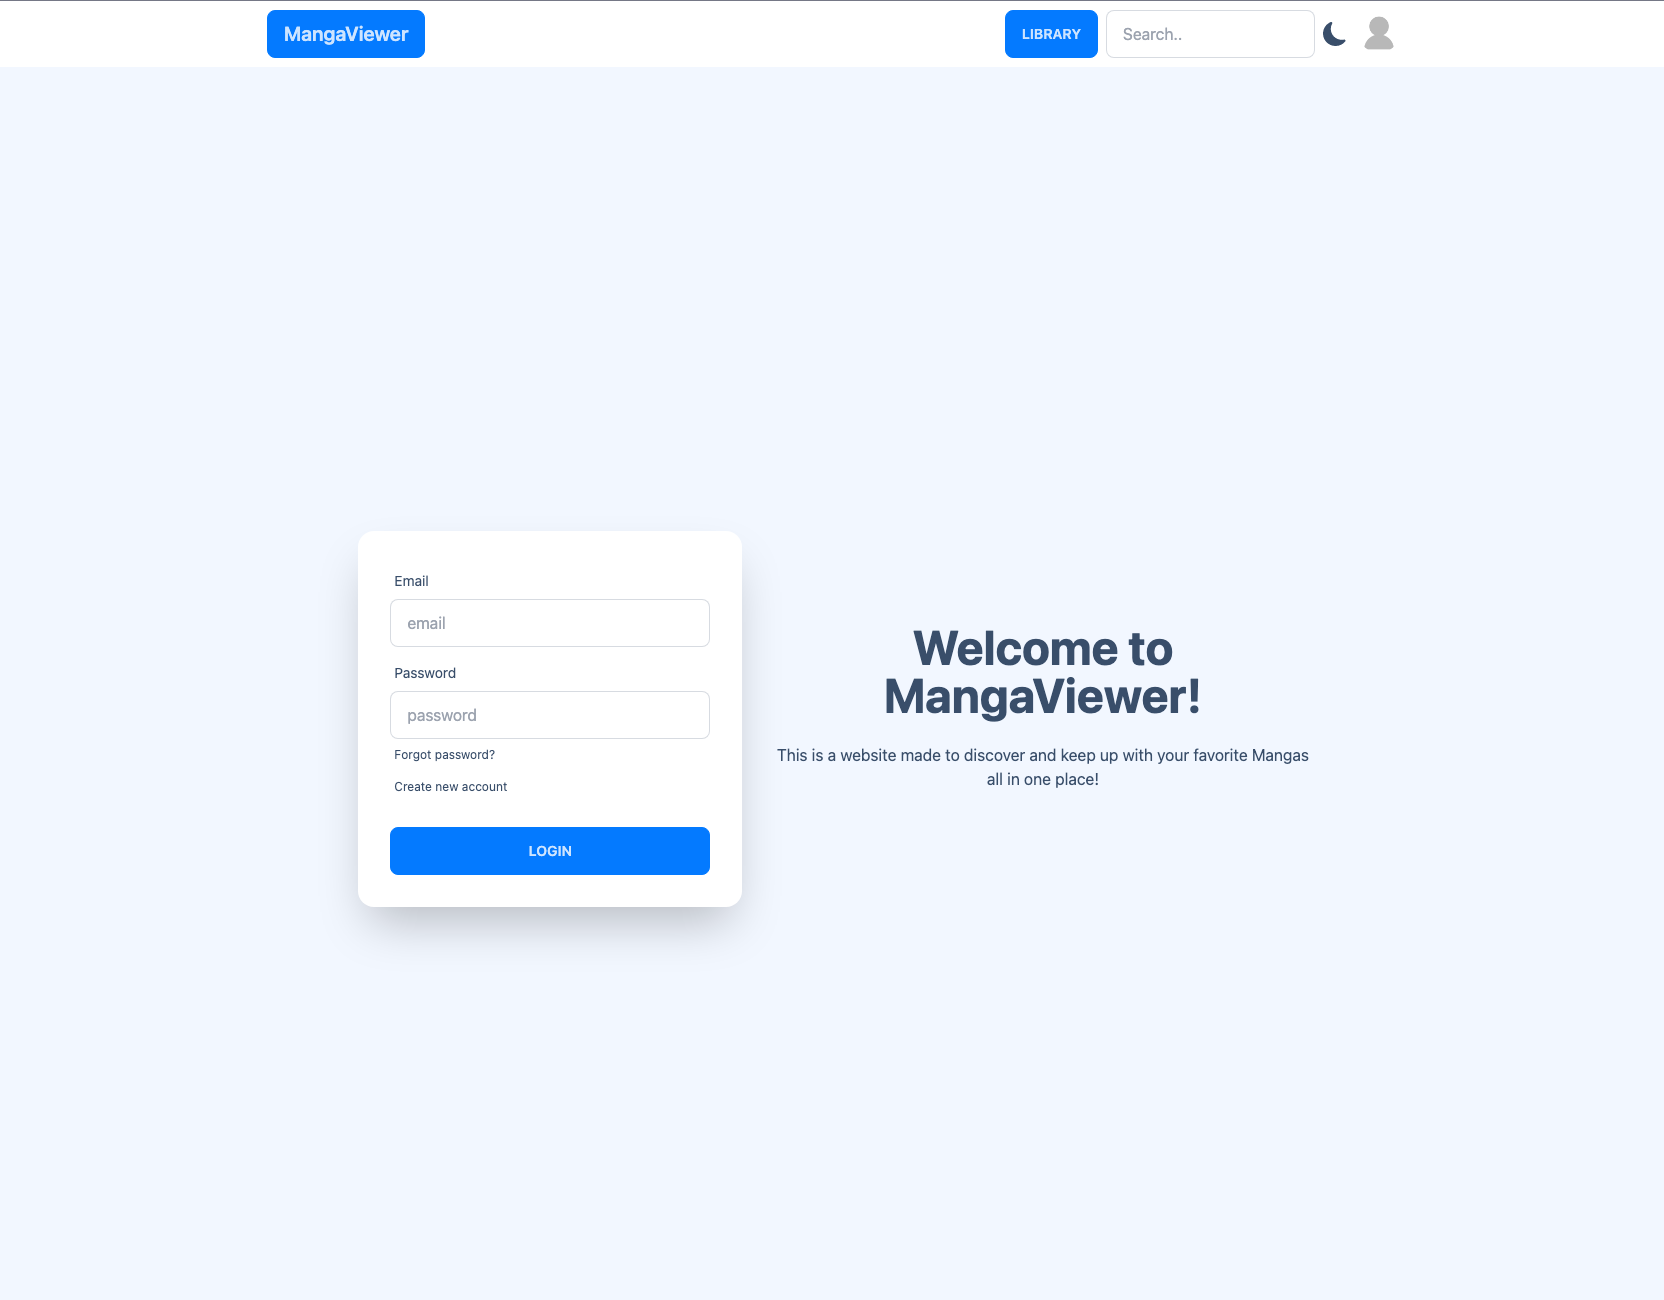 MangaViewer
LIBRARY
Search..
Email
email
Password
password
Forgot password?
Create new account
LOGIN
Welcome to
MangaViewer!
This is a website made to discover and keep up with your favorite Mangas
all in one place!